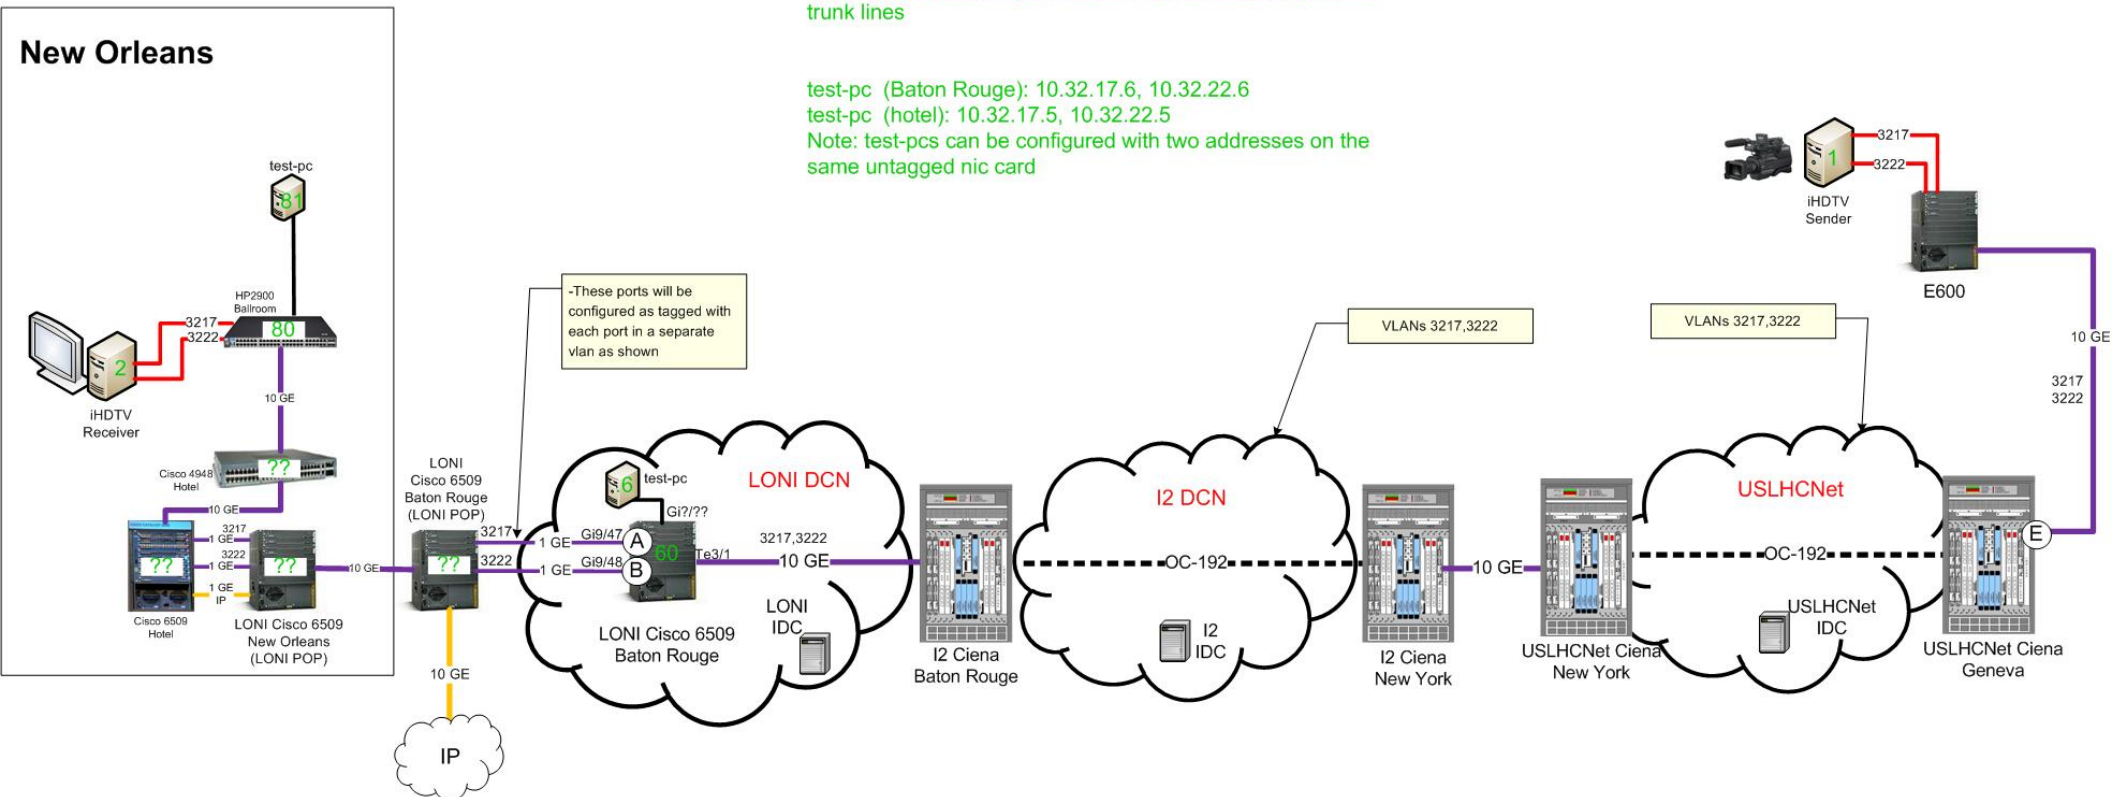 trunk lines
New Orleans
test-pc (Baton Rouge): 10.32.17.6, 10.32.22.6
test-pc (hotel): 10.32.17.5, 10.32.22.5
Note: test-pcs can be configured with two addresses on the
same untagged nic card
test-pc
81
HP2900
Ballroom
80
3217
3222
2
iHDTV
Receiver
10 GE
Cisco 4948
Hotel
??
10 GE
3217
1 GE
3222
1 GE
1 GE
IP
??
Cisco 6509
Hotel
??
LONI Cisco 6509
New Orleans
(LONI POP)
10 GE
LONI
Cisco 6509
Baton Rouge
(LONI POP)
??
10 GE
IP
-These ports will be
configured as tagged with
each port in a separate
vlan as shown
3217
1 GE
Gi9/47
A
3222
1 GE
Gi9/48
B
6
test-pc
Gi?/??
60
Te3/1
LONI DCN
3217,3222
10 GE
LONI Cisco 6509
Baton Rouge
LONI
IDC
I2 Ciena
Baton Rouge
VLANs 3217,3222
I2 DCN
OC-192
I2
IDC
I2 Ciena
New York
10 GE
USLHCNet Ciena
New York
VLANs 3217,3222
USLHCNet
OC-192
USLHCNet
IDC
E
USLHCNet Ciena
Geneva
1
iHDTV
Sender
3217
3222
E600
10 GE
3217
3222